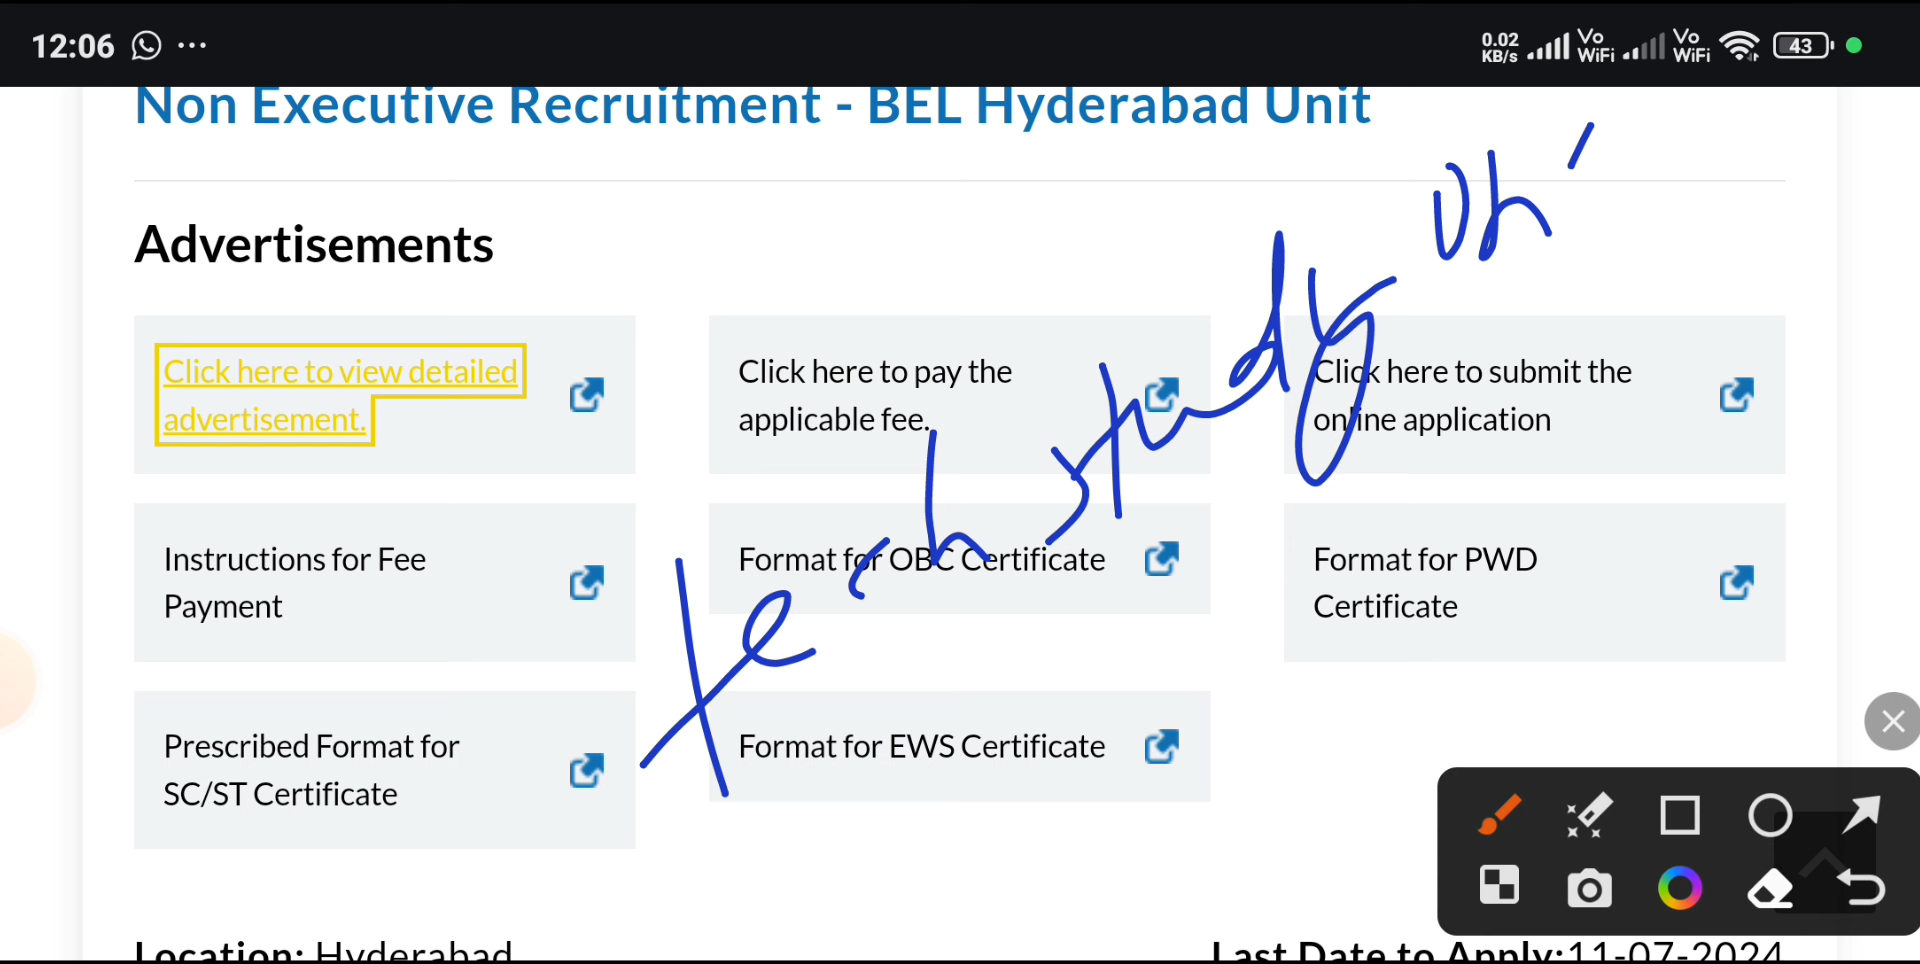 12:06
0.02 KB/s Vo WiFi Vo WiFi 43
Non Executive Recruitment - BEL Hyderabad Unit
Advertisements
Click here to view detailed
advertisement.
Click here to pay the
applicable fee.
Click here to submit the
online application
Instructions for Fee
Payment
Format for OBC Certificate
Format for PWD
Certificate
Prescribed Format for
SC/ST Certificate
Format for EWS Certificate
Location: Hyderabad
Last Date to Apply:11-07-2024